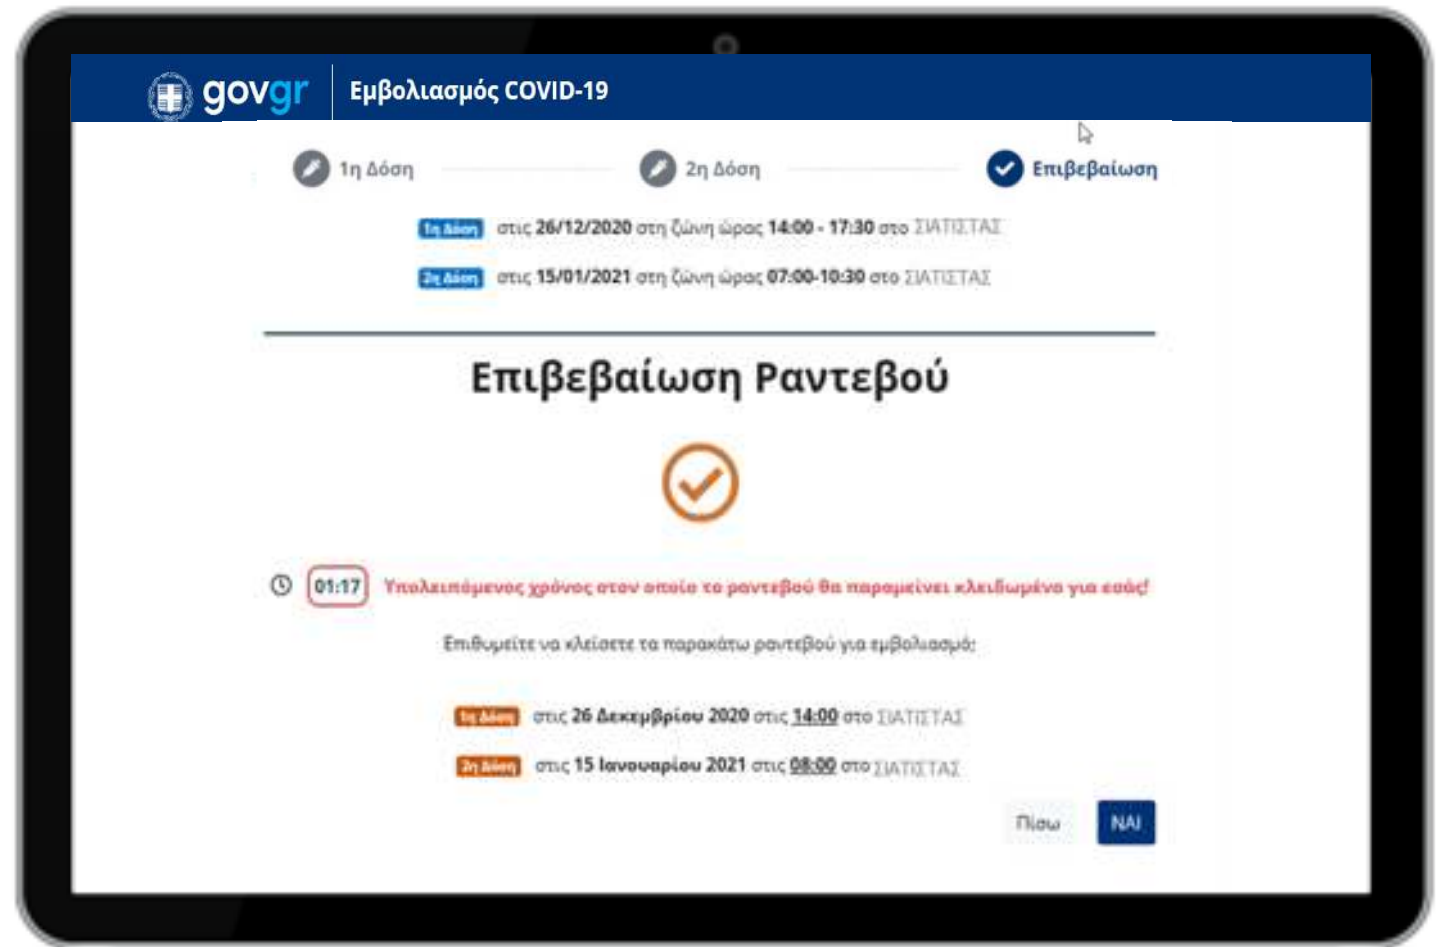 govgr Εμβολιασμός COVID-19
1η Δόση 2η Δόση Επιβεβαίωση
1η Δόση στις 26/12/2020 στη ζώνη ώρας 14:00 - 17:30 στο ΣΙΑΤΙΣΤΑΣ
2η Δόση στις 15/01/2021 στη ζώνη ώρας 07:00-10:30 στο ΣΙΑΤΙΣΤΑΣ
Επιβεβαίωση Ραντεβού
01:17 Υπολειπόμενος χρόνος στον οποίο το ραντεβού θα παραμείνει κλειδωμένο για εσάς!
Επιθυμείτε να κλείσετε τα παρακάτω ραντεβού για εμβολιασμό;
1η Δόση στις 26 Δεκεμβρίου 2020 στις 14:00 στο ΣΙΑΤΙΣΤΑΣ
2η Δόση στις 15 Ιανουαρίου 2021 στις 08:00 στο ΣΙΑΤΙΣΤΑΣ
Πίσω ΝΑΙ